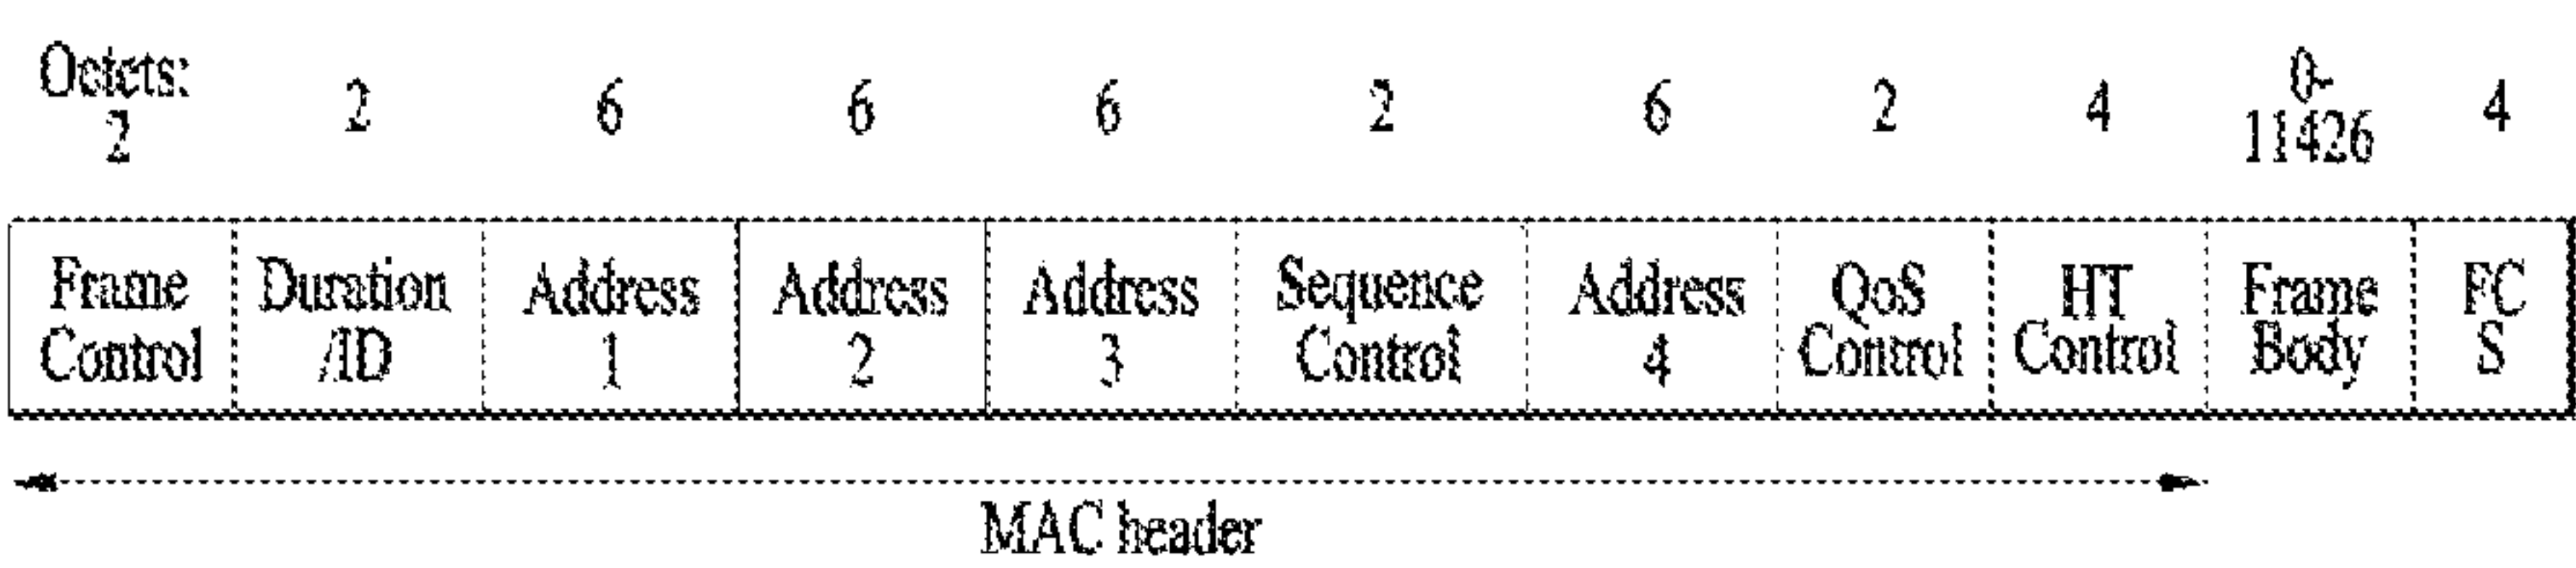 Octets:
2 2 6 6 6 2 6 2 4 0-
11426 4
Frame
Control
Duration
/ID
Address
1
Address
2
Address
3
Sequence
Control
Address
4
QoS
Control
HT
Control
Frame
Body
FC
S
MAC header